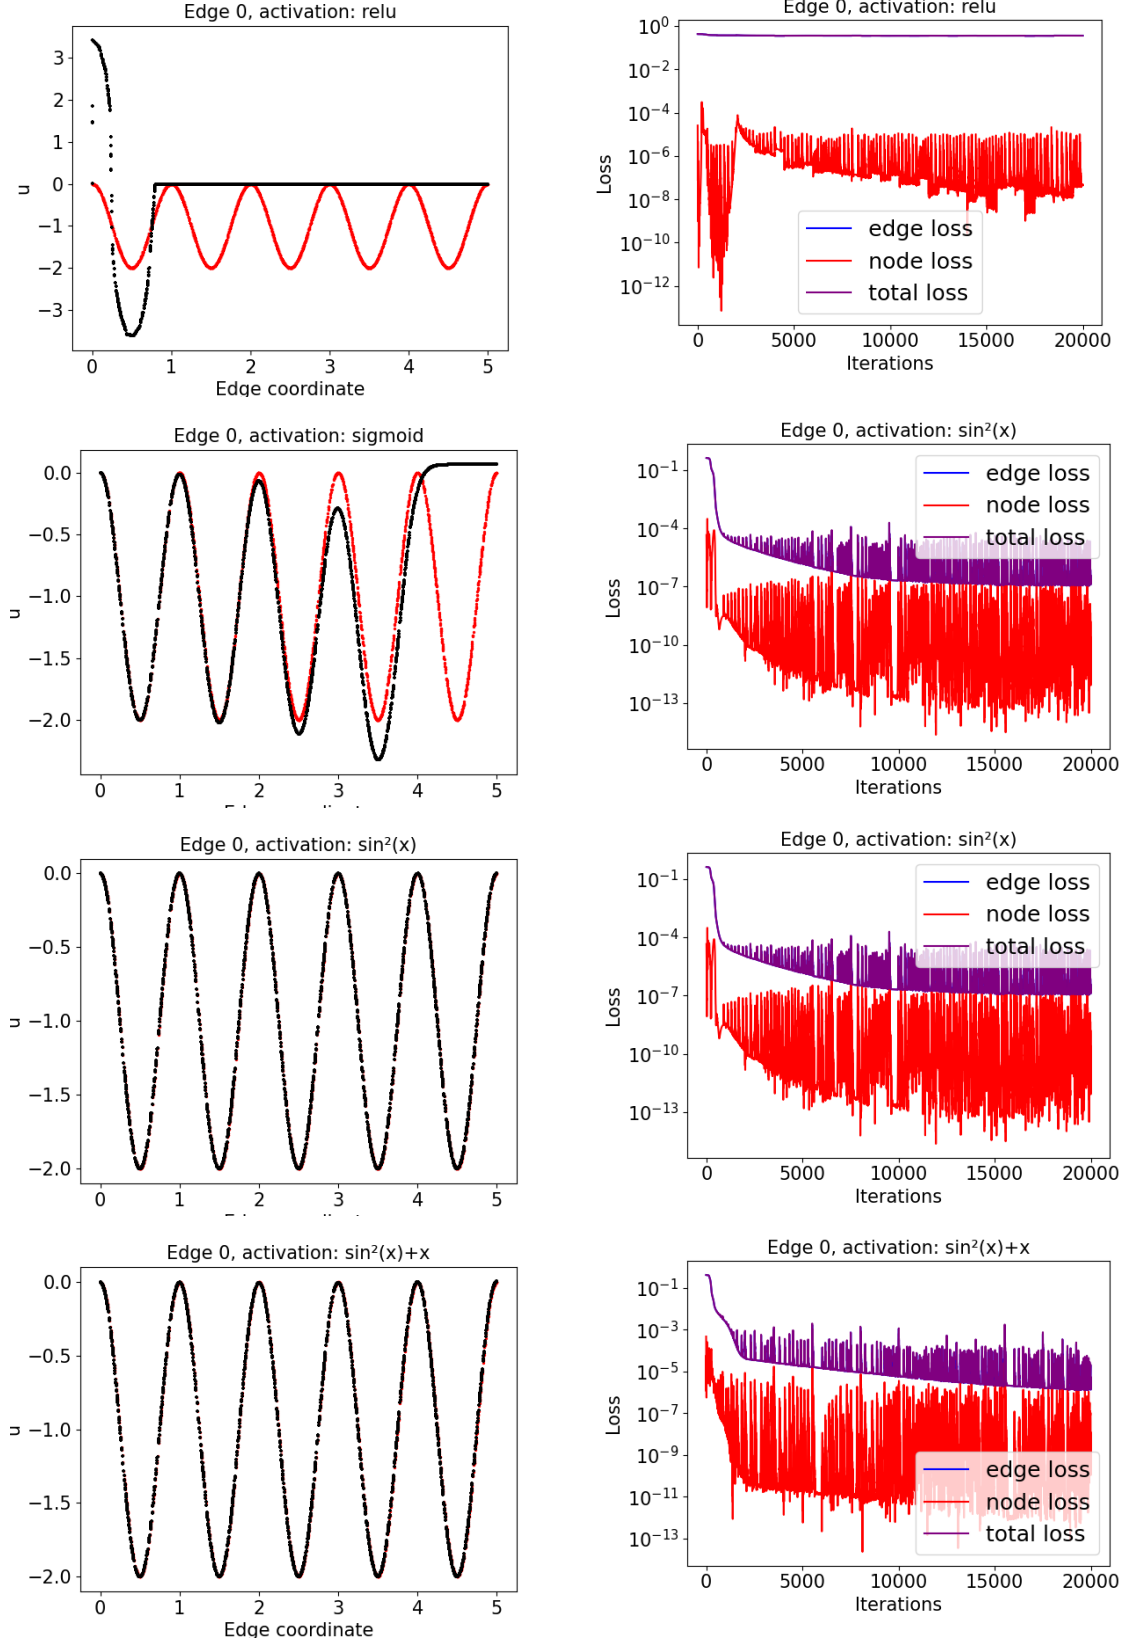 Edge 0, activation: relu
3
2
1
0
−1
−2
−3
u
0 1 2 3 4 5
Edge coordinate
Edge 0, activation: relu
10⁰
10⁻²
10⁻⁴
10⁻⁶
10⁻⁸
10⁻¹⁰
10⁻¹²
Loss
edge loss
node loss
total loss
0 5000 10000 15000 20000
Iterations
Edge 0, activation: sigmoid
0.0
−0.5
−1.0
−1.5
−2.0
u
0 1 2 3 4 5
Edge coordinate
Edge 0, activation: sin²(x)
10⁻¹
10⁻⁴
10⁻⁷
10⁻¹⁰
10⁻¹³
Loss
edge loss
node loss
total loss
0 5000 10000 15000 20000
Iterations
Edge 0, activation: sin²(x)
0.0
−0.5
−1.0
−1.5
−2.0
u
0 1 2 3 4 5
Edge coordinate
Edge 0, activation: sin²(x)
10⁻¹
10⁻⁴
10⁻⁷
10⁻¹⁰
10⁻¹³
Loss
edge loss
node loss
total loss
0 5000 10000 15000 20000
Iterations
Edge 0, activation: sin²(x)+x
0.0
−0.5
−1.0
−1.5
−2.0
u
0 1 2 3 4 5
Edge coordinate
Edge 0, activation: sin²(x)+x
10⁻¹
10⁻³
10⁻⁵
10⁻⁷
10⁻⁹
10⁻¹¹
10⁻¹³
Loss
edge loss
node loss
total loss
0 5000 10000 15000 20000
Iterations